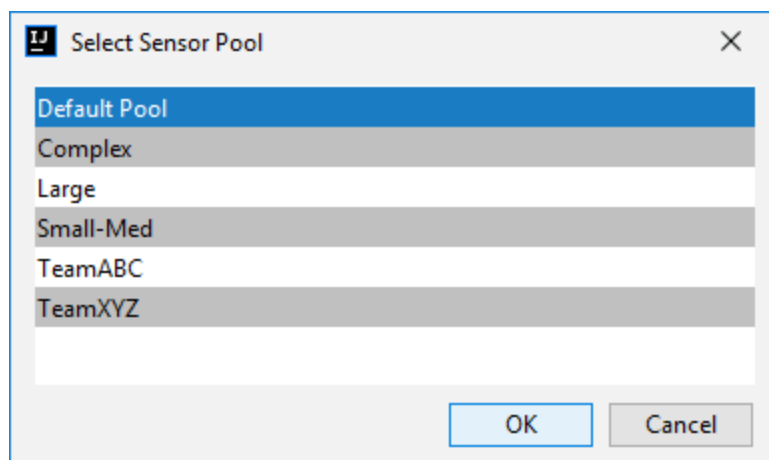 IJ
Select Sensor Pool
Default Pool
Complex
Large
Small-Med
TeamABC
TeamXYZ
OK Cancel